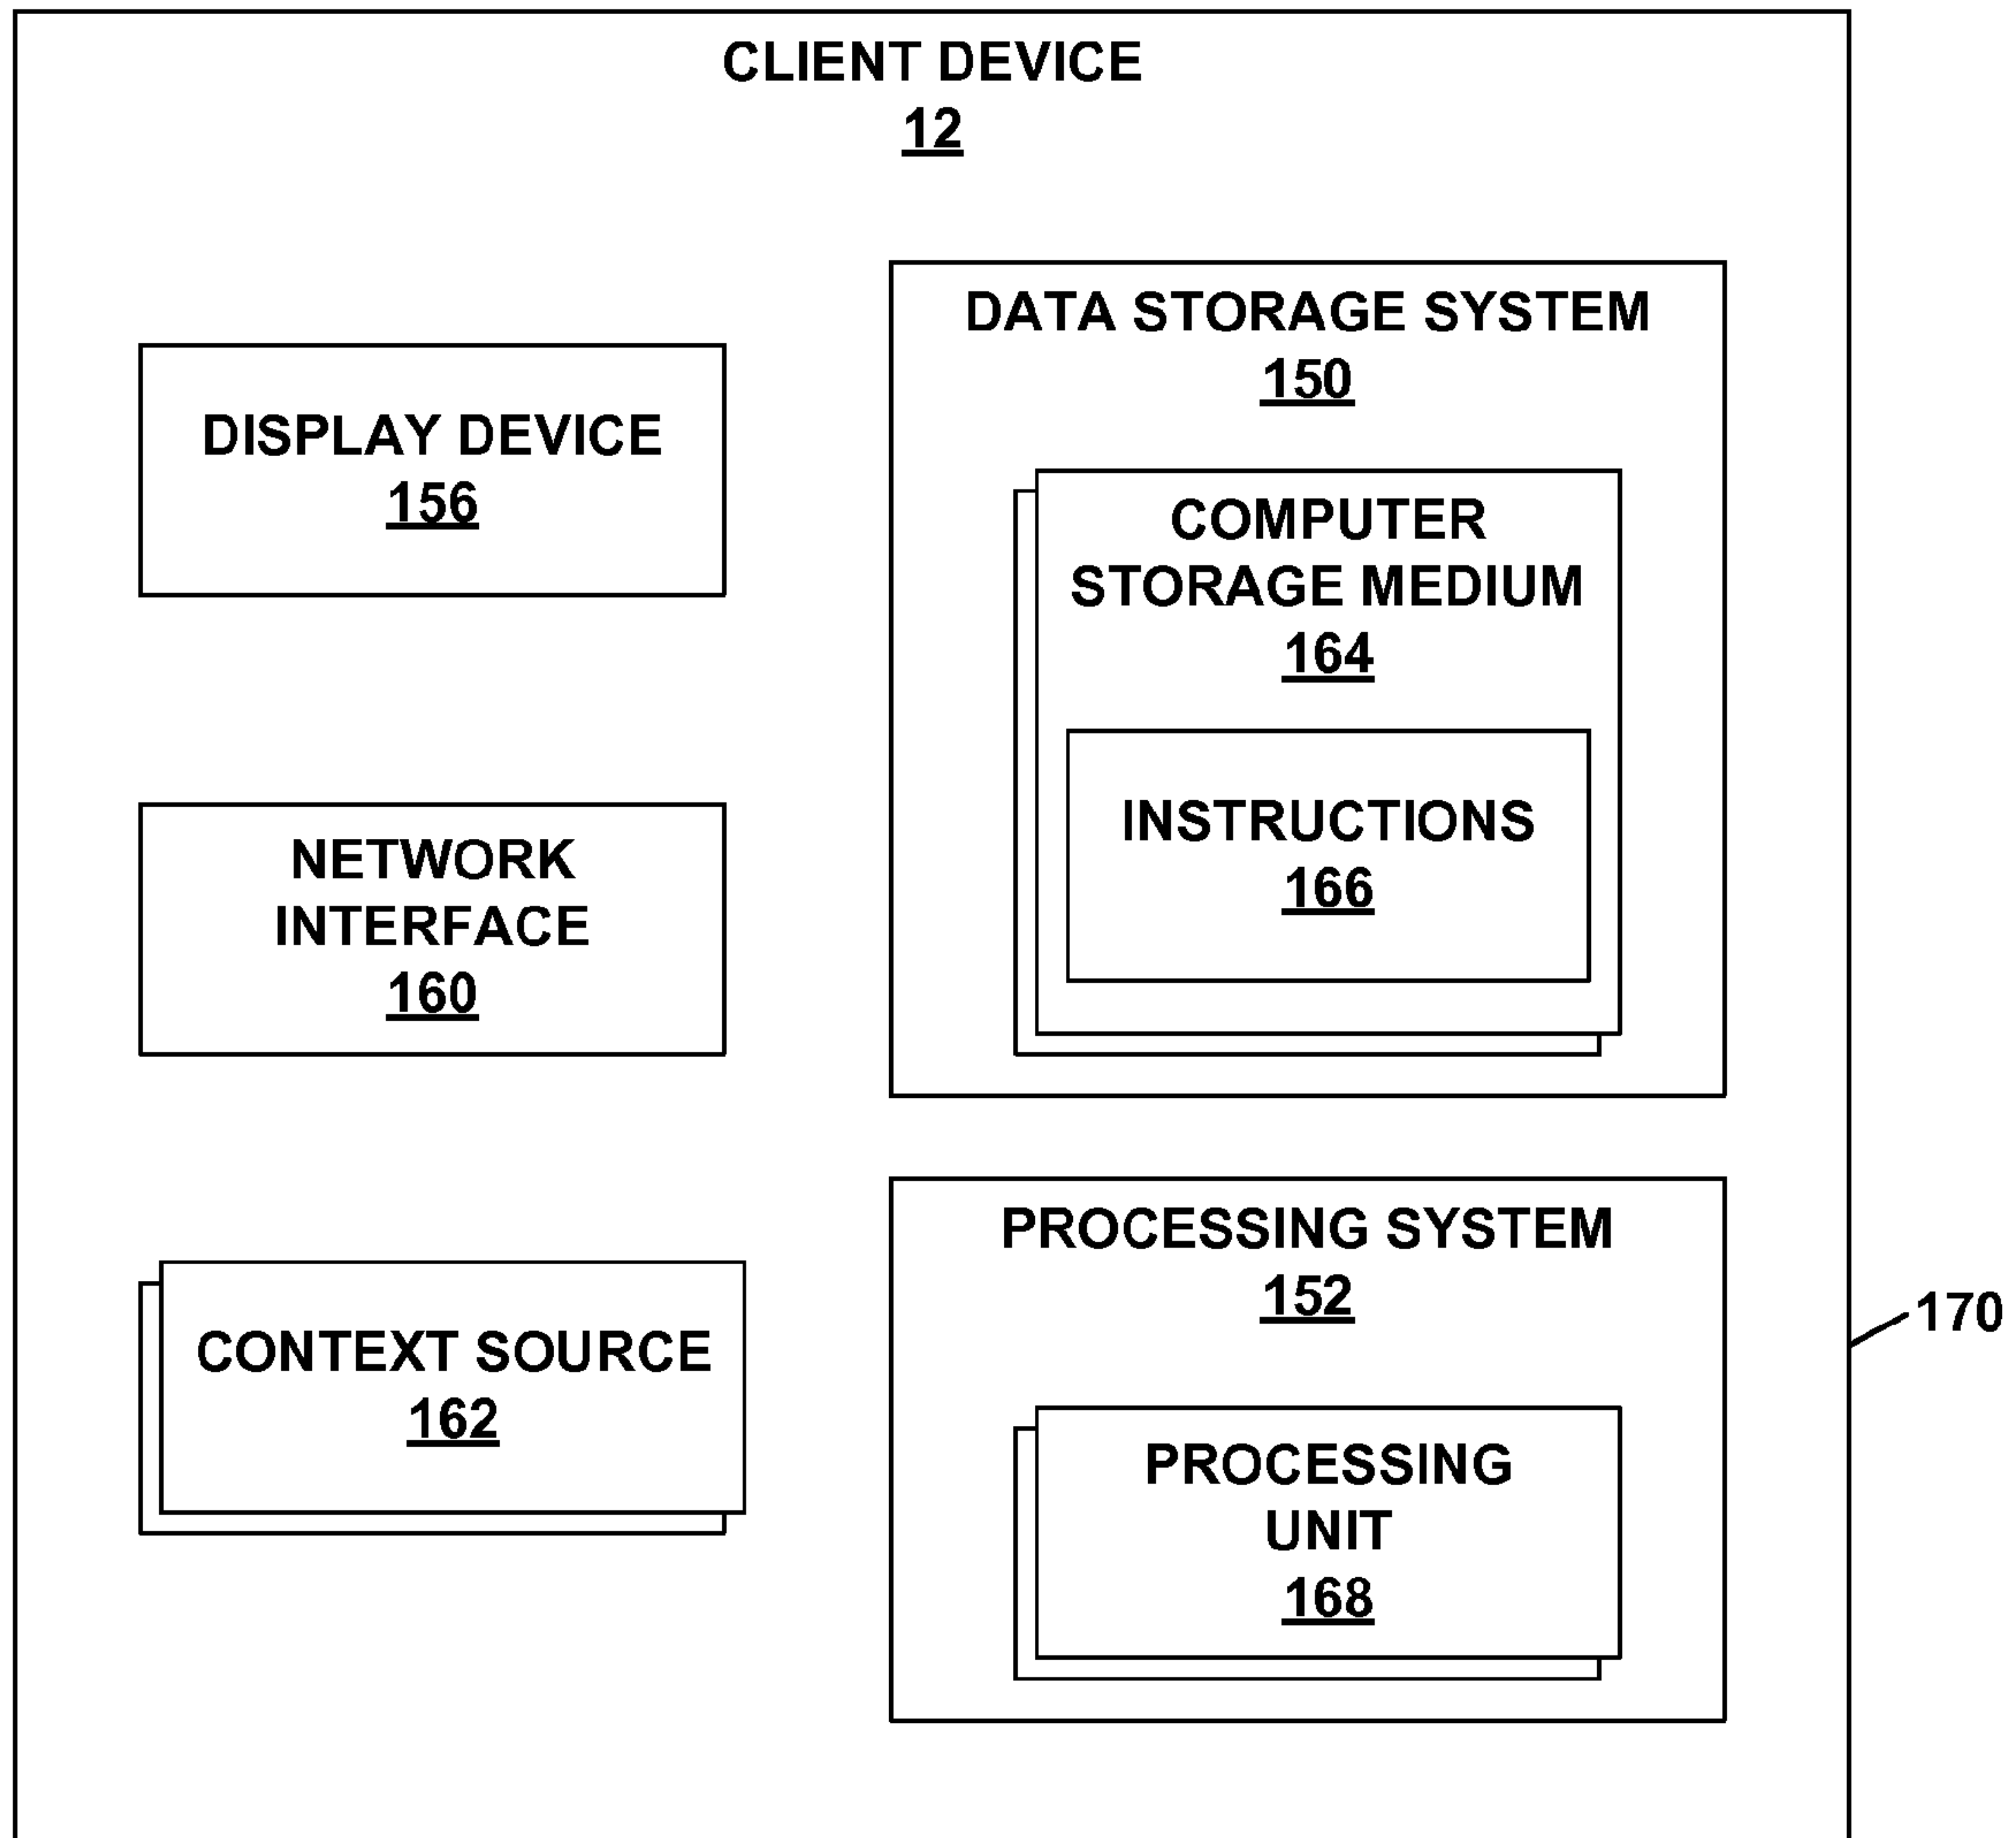 CLIENT DEVICE
12
DISPLAY DEVICE
156
NETWORK
INTERFACE
160
CONTEXT SOURCE
162
DATA STORAGE SYSTEM
150
COMPUTER
STORAGE MEDIUM
164
INSTRUCTIONS
166
PROCESSING SYSTEM
152
PROCESSING
UNIT
168
170